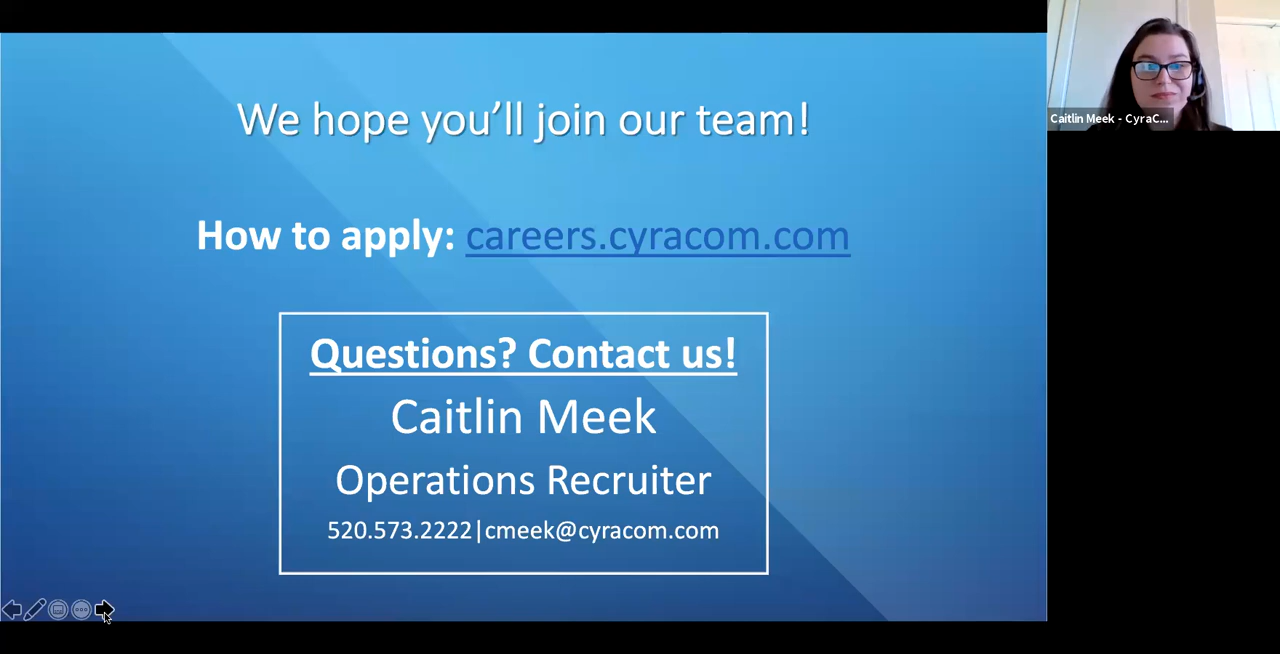 We hope you'll join our team!
How to apply: careers.cyracom.com
Questions? Contact us!
Caitlin Meek
Operations Recruiter
520.573.2222|cmeek@cyracom.com
Caitlin Meek - CyraC...